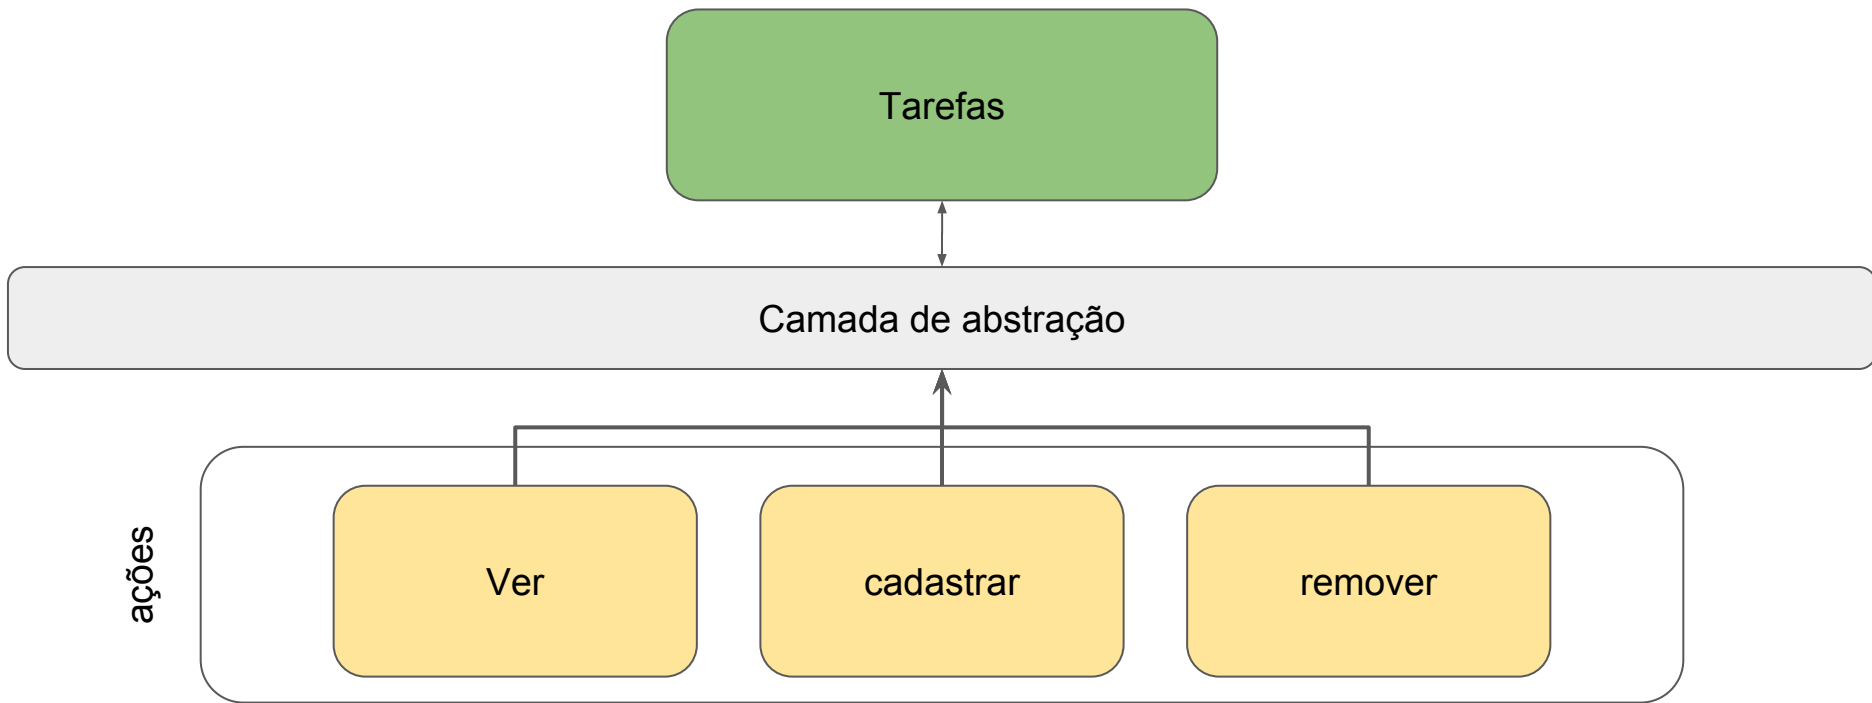 Tarefas
Camada de abstração
ações
Ver
cadastrar
remover